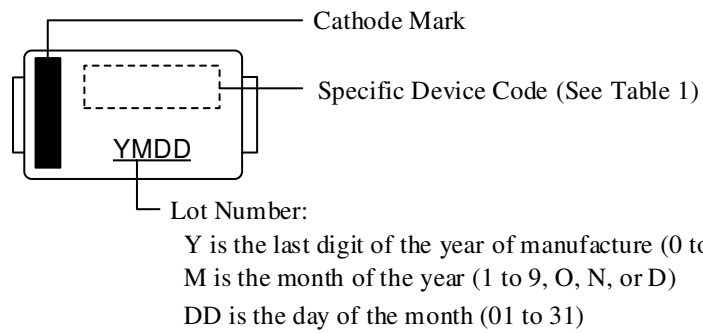 Cathode Mark
Specific Device Code (See Table 1)
YMDD
Lot Number:
Y is the last digit of the year of manufacture (0 to
M is the month of the year (1 to 9, O, N, or D)
DD is the day of the month (01 to 31)